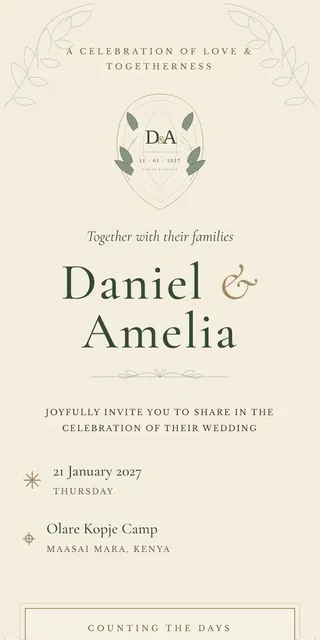 A CELEBRATION OF LOVE &
TOGETHERNESS
D&A
21 · 01 · 2027
Together with their families
Daniel &
Amelia
JOYFULLY INVITE YOU TO SHARE IN THE
CELEBRATION OF THEIR WEDDING
21 January 2027
THURSDAY
Olare Kopje Camp
MAASAI MARA, KENYA
COUNTING THE DAYS